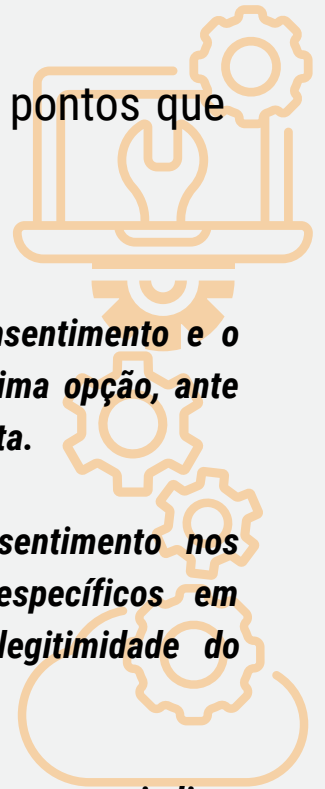 pontos que
nsentimento e o
ima opção, ante
ta.
sentimento nos
específicos em
legitimidade do